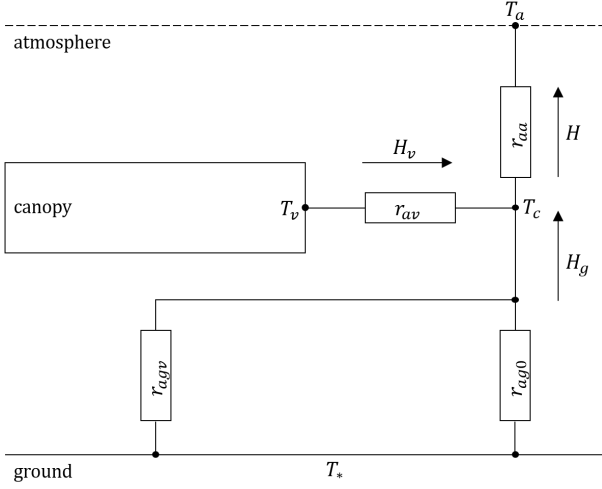 T_a
atmosphere
r_aa
H
H_v
canopy
T_v
r_av
T_c
H_g
r_agv
r_ag0
ground
T_*